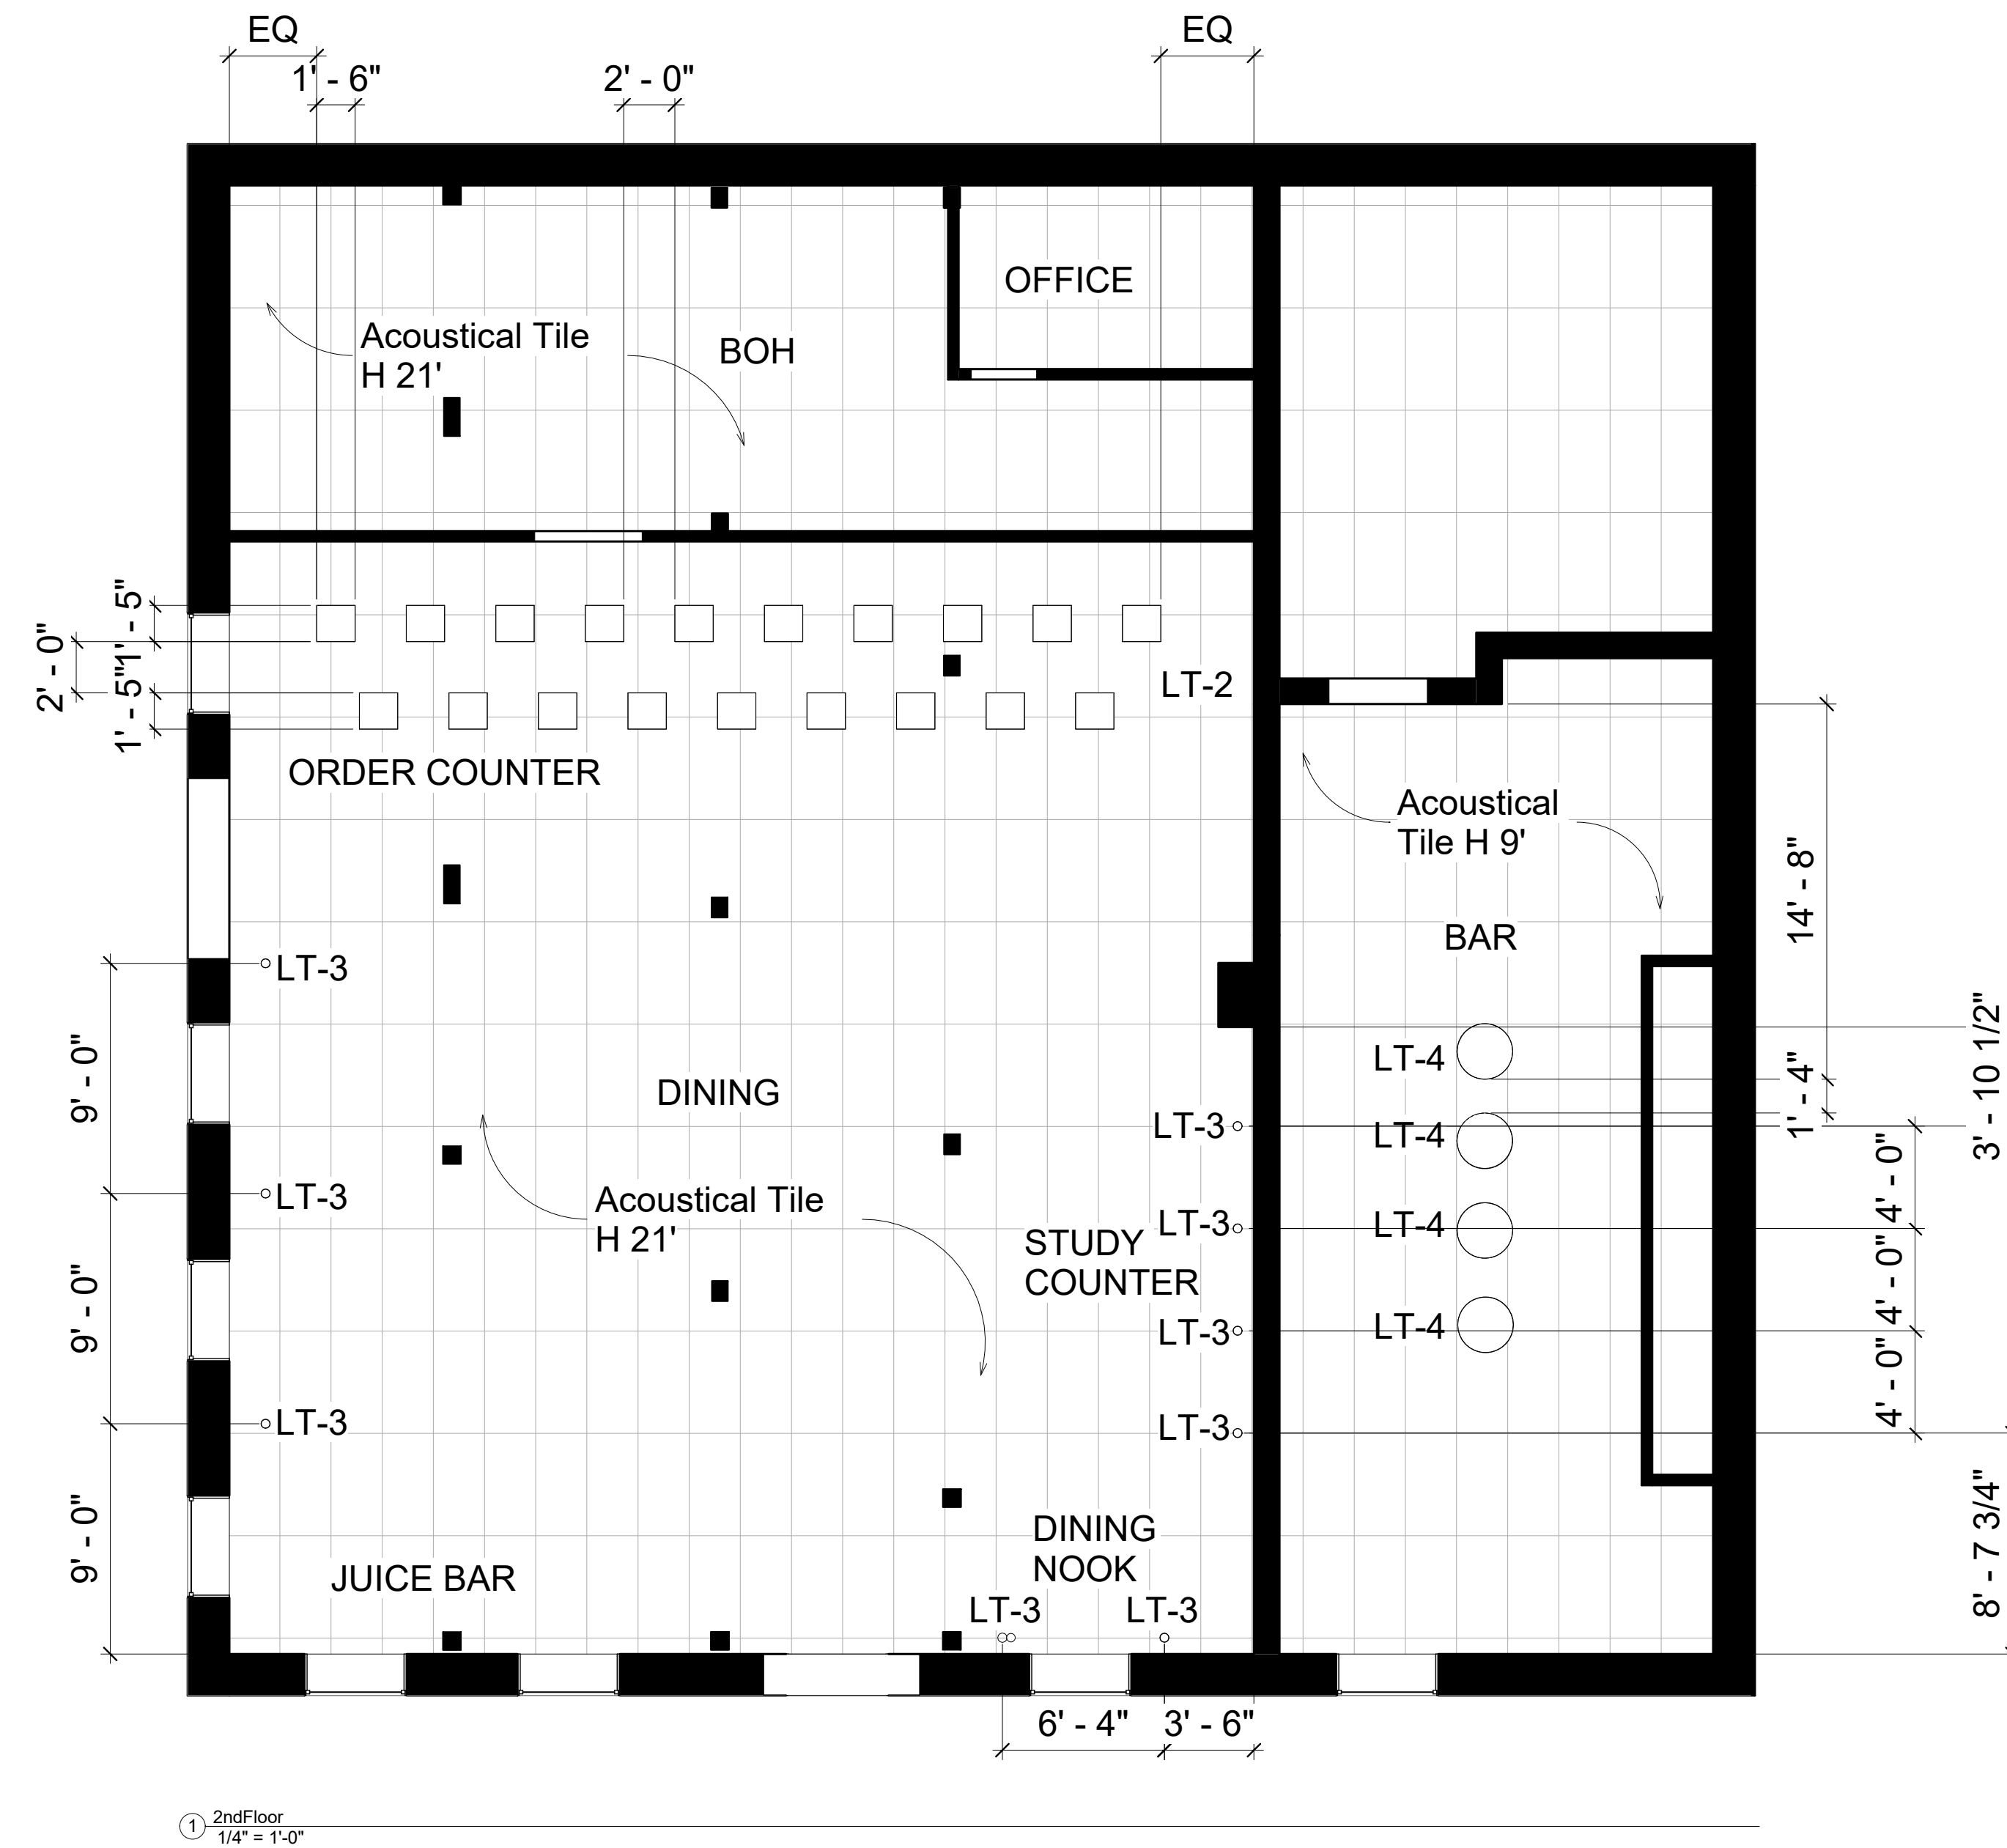 EQ
EQ
1' - 6"
2' - 0"
OFFICE
Acoustical Tile
H 21'
BOH
1' - 5"
2' - 0"
1' - 5"
LT-2
ORDER COUNTER
Acoustical
Tile H 9'
14' - 8"
BAR
LT-3
9' - 0"
LT-4
3' - 10 1/2"
1' - 4"
DINING
LT-3
LT-4
4' - 0"
LT-3
Acoustical Tile
H 21'
LT-3
LT-4
STUDY
COUNTER
9' - 0"
4' - 0"
LT-3
LT-4
4' - 0"
LT-3
LT-3
9' - 0"
8' - 7 3/4"
DINING
NOOK
JUICE BAR
LT-3
LT-3
6' - 4"
3' - 6"
1
2ndFloor
1/4" = 1'-0"